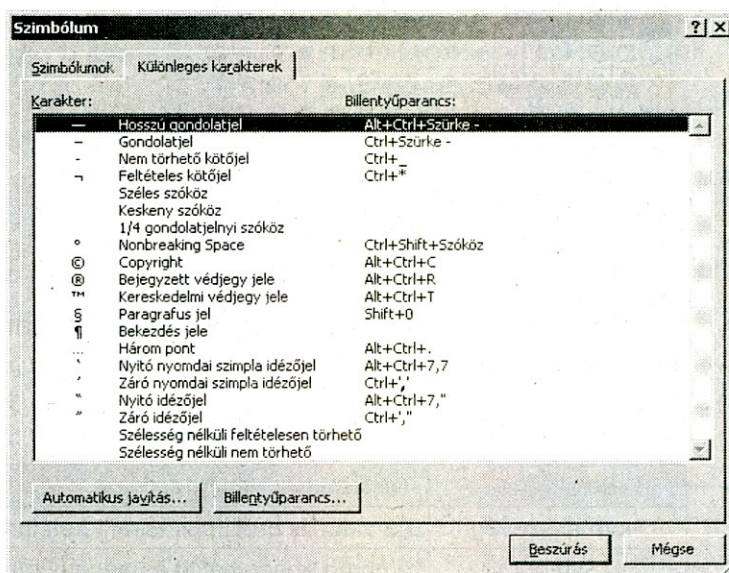 Szimbólum ? ×
Szimbólumok Különleges karakterek
Karakter: Billentyűparancs:
— Hosszú gondolatjel Alt+Ctrl+Szürke -
– Gondolatjel Ctrl+Szürke -
- Nem törhető kötőjel Ctrl+_
¬ Feltételes kötőjel Ctrl+*
Széles szóköz
Keskeny szóköz
1/4 gondolatjelnyi szóköz
° Nonbreaking Space Ctrl+Shift+Szóköz
© Copyright Alt+Ctrl+C
® Bejegyzett védjegy jele Alt+Ctrl+R
™ Kereskedelmi védjegy jele Alt+Ctrl+T
§ Paragrafus jel Shift+0
¶ Bekezdés jele
… Három pont Alt+Ctrl+.
‛ Nyitó nyomdai szimpla idézőjel Alt+Ctrl+7,7
’ Záró nyomdai szimpla idézőjel Ctrl+','
“ Nyitó idézőjel Alt+Ctrl+7,"
” Záró idézőjel Ctrl+',"
Szélesség nélküli feltételesen törhető
Szélesség nélküli nem törhető
Automatikus javítás... Billentyűparancs...
Beszúrás Mégse